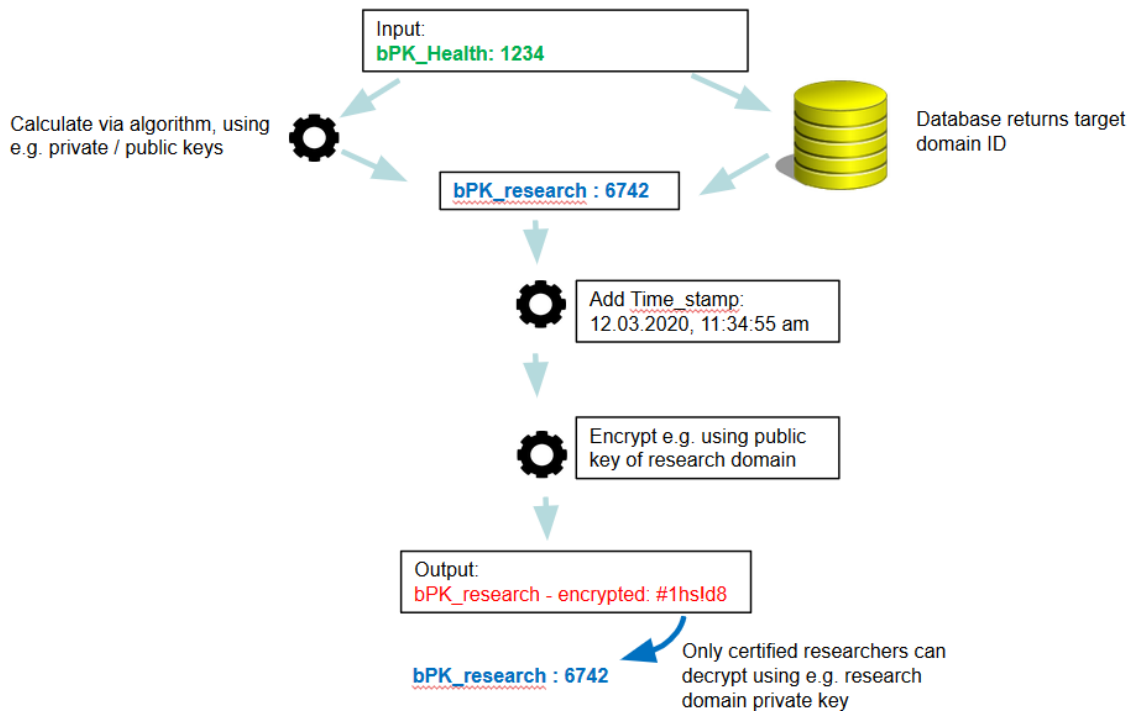 Input:
bPK_Health: 1234
Calculate via algorithm, using
e.g. private / public keys
Database returns target
domain ID
bPK_research : 6742
Add Time_stamp:
12.03.2020, 11:34:55 am
Encrypt e.g. using public
key of research domain
Output:
bPK_research - encrypted: #1hs!d8
Only certified researchers can
decrypt using e.g. research
domain private key
bPK_research : 6742